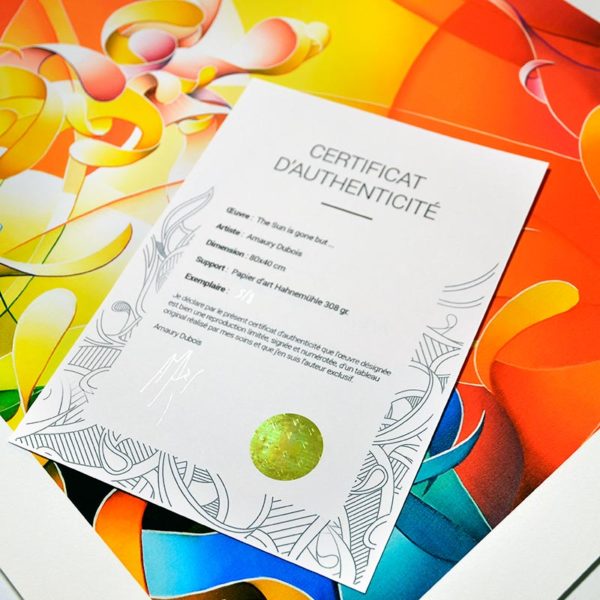 CERTIFICAT
D'AUTHENTICITÉ
Œuvre : The Sun is gone but ...
Artiste : Amaury Dubois
Dimension : 80x40 cm
Support : Papier d'art Hahnemühle 308 gr.
Exemplaire :
Je déclare par le présent certificat d'authenticité que l'œuvre désignée
est bien une reproduction limitée, signée et numérotée, d'un tableau
original réalisé par mes soins et que j'en suis l'auteur exclusif.
Amaury Dubois